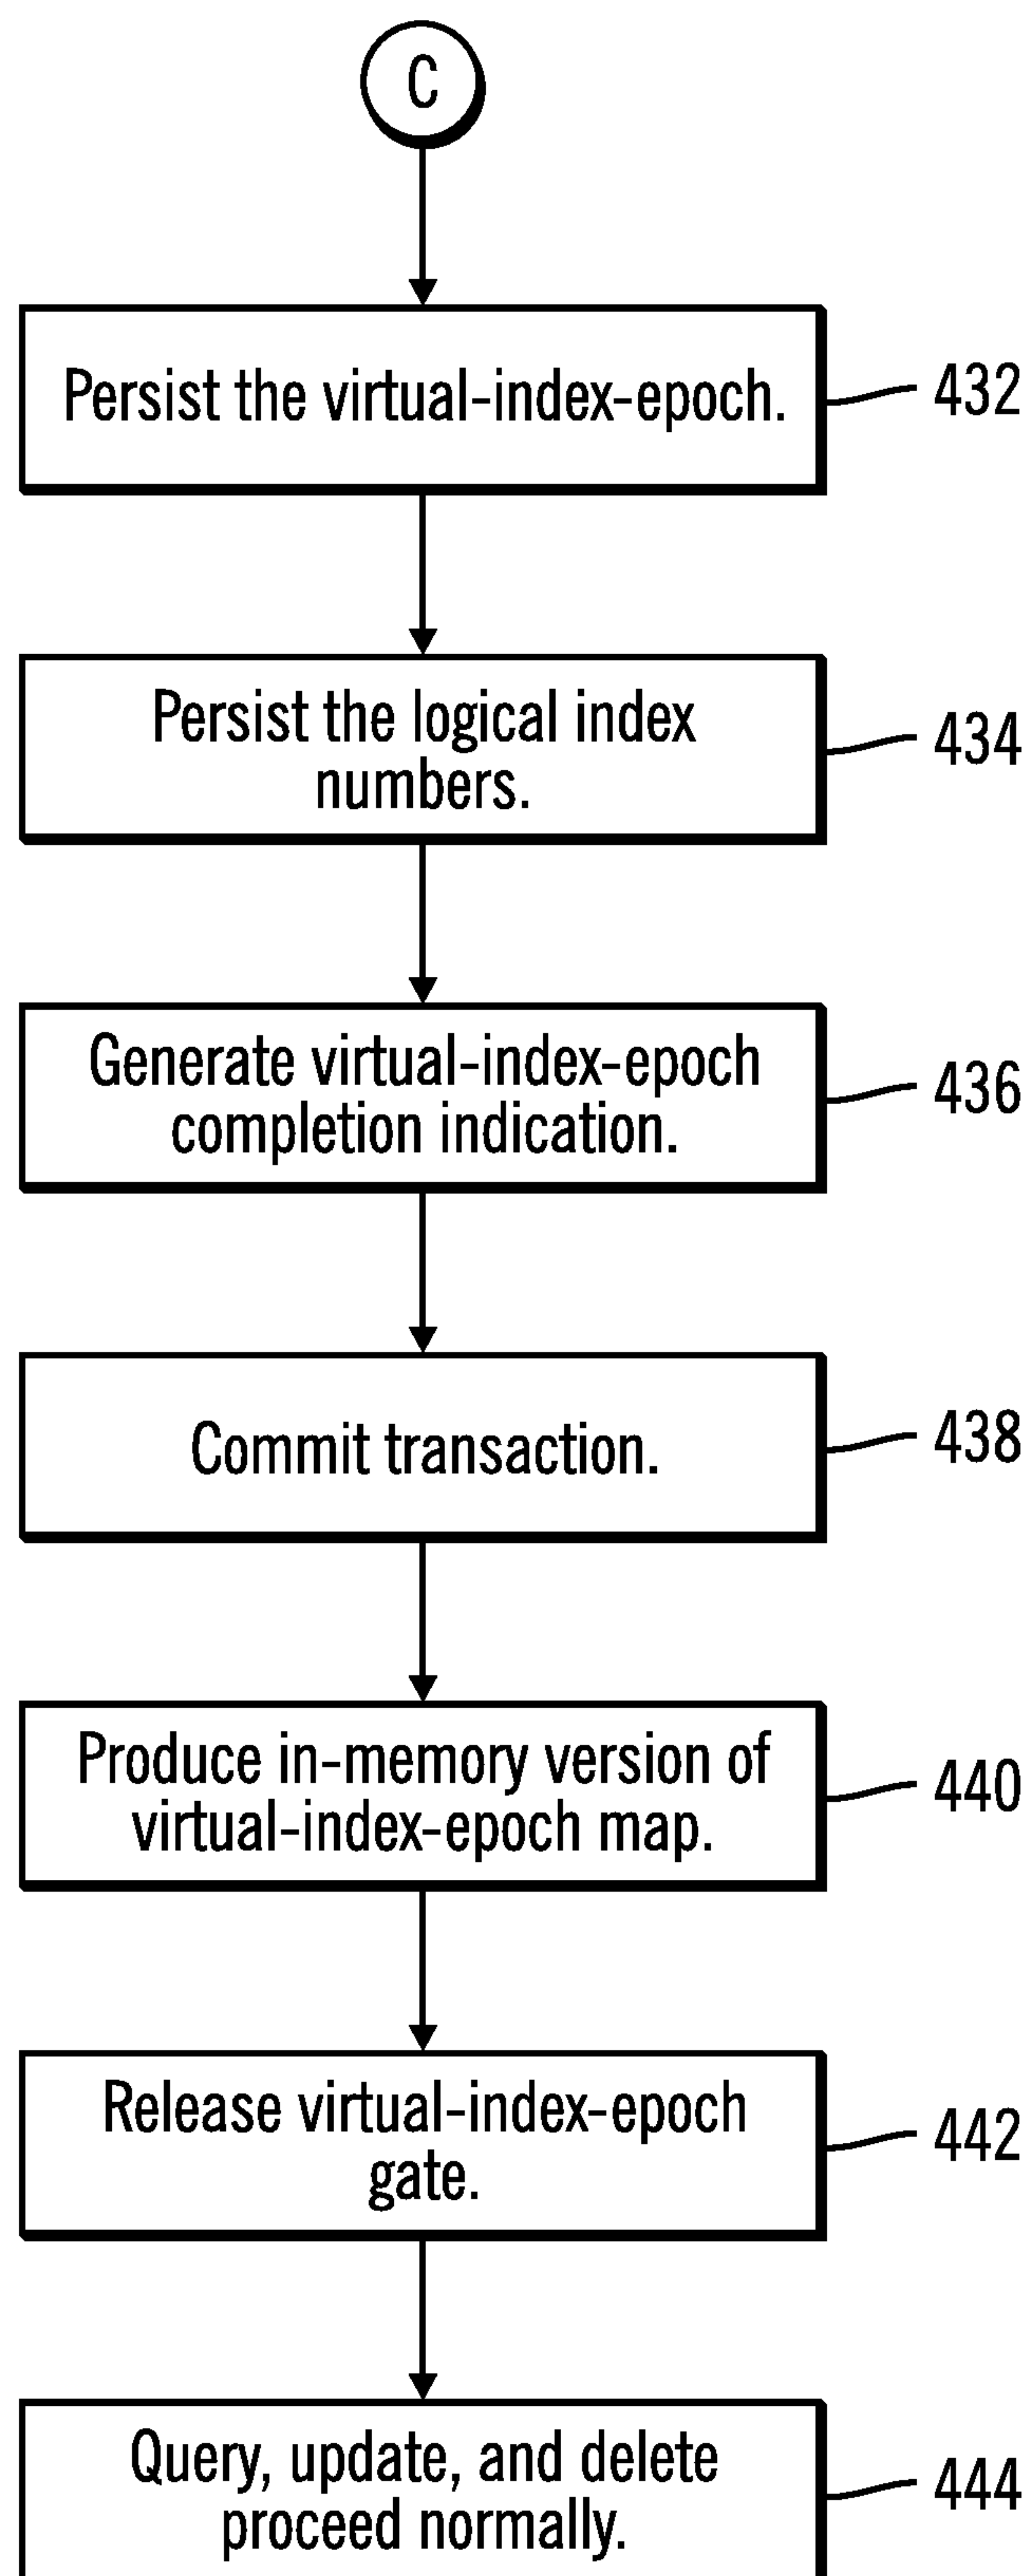 C
Persist the virtual-index-epoch.
432
Persist the logical index
numbers.
434
Generate virtual-index-epoch
completion indication.
436
Commit transaction.
438
Produce in-memory version of
virtual-index-epoch map.
440
Release virtual-index-epoch
gate.
442
Query, update, and delete
proceed normally.
444